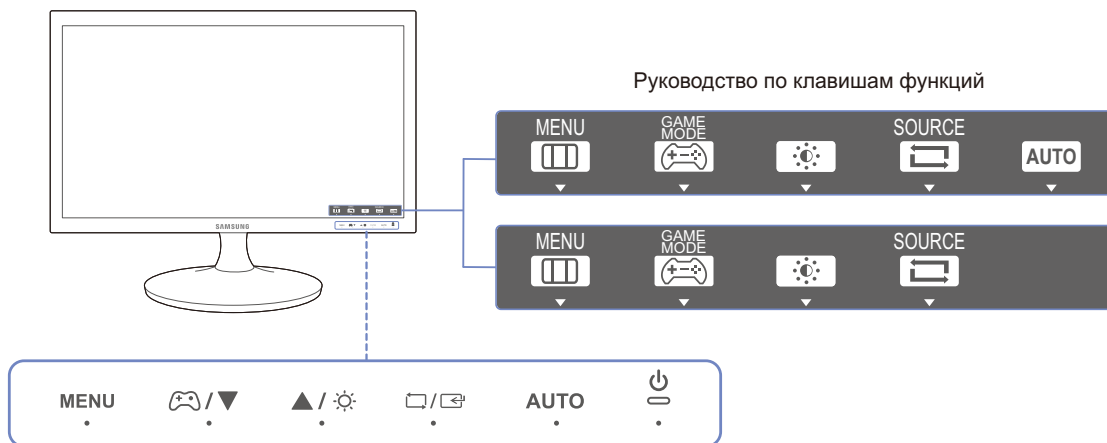 Руководство по клавишам функций
MENU
GAME
MODE
SOURCE
AUTO
SAMSUNG
MENU
GAME
MODE
SOURCE
MENU / ▼ ▲ / / AUTO